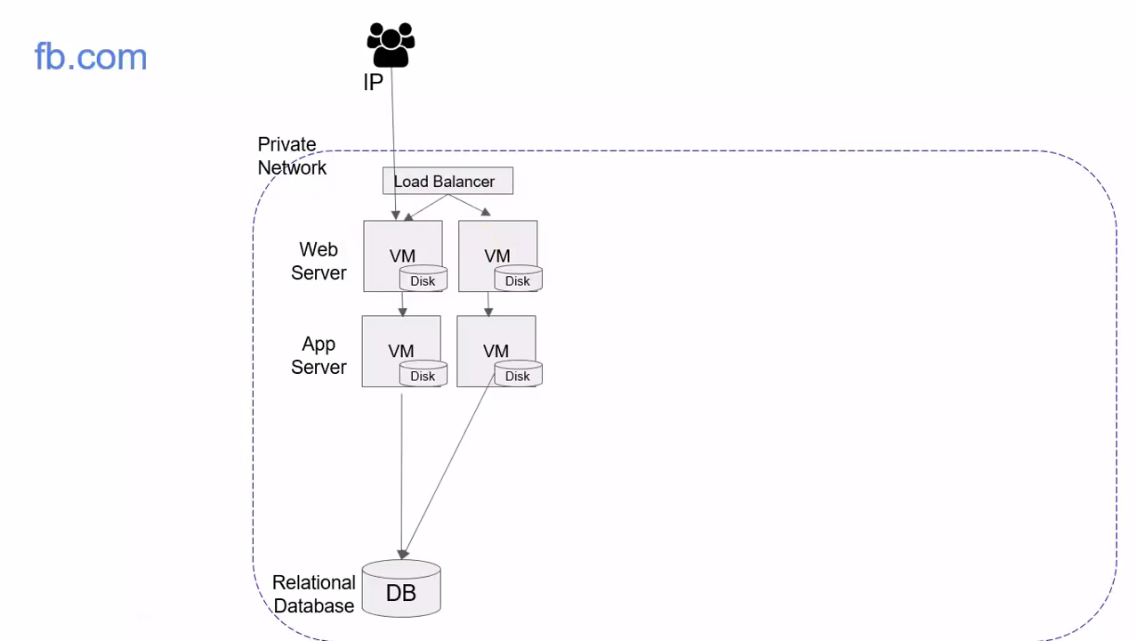 fb.com
IP
Private
Network
Load Balancer
Web
Server
VM
Disk
VM
Disk
App
Server
VM
Disk
VM
Disk
Relational
Database
DB